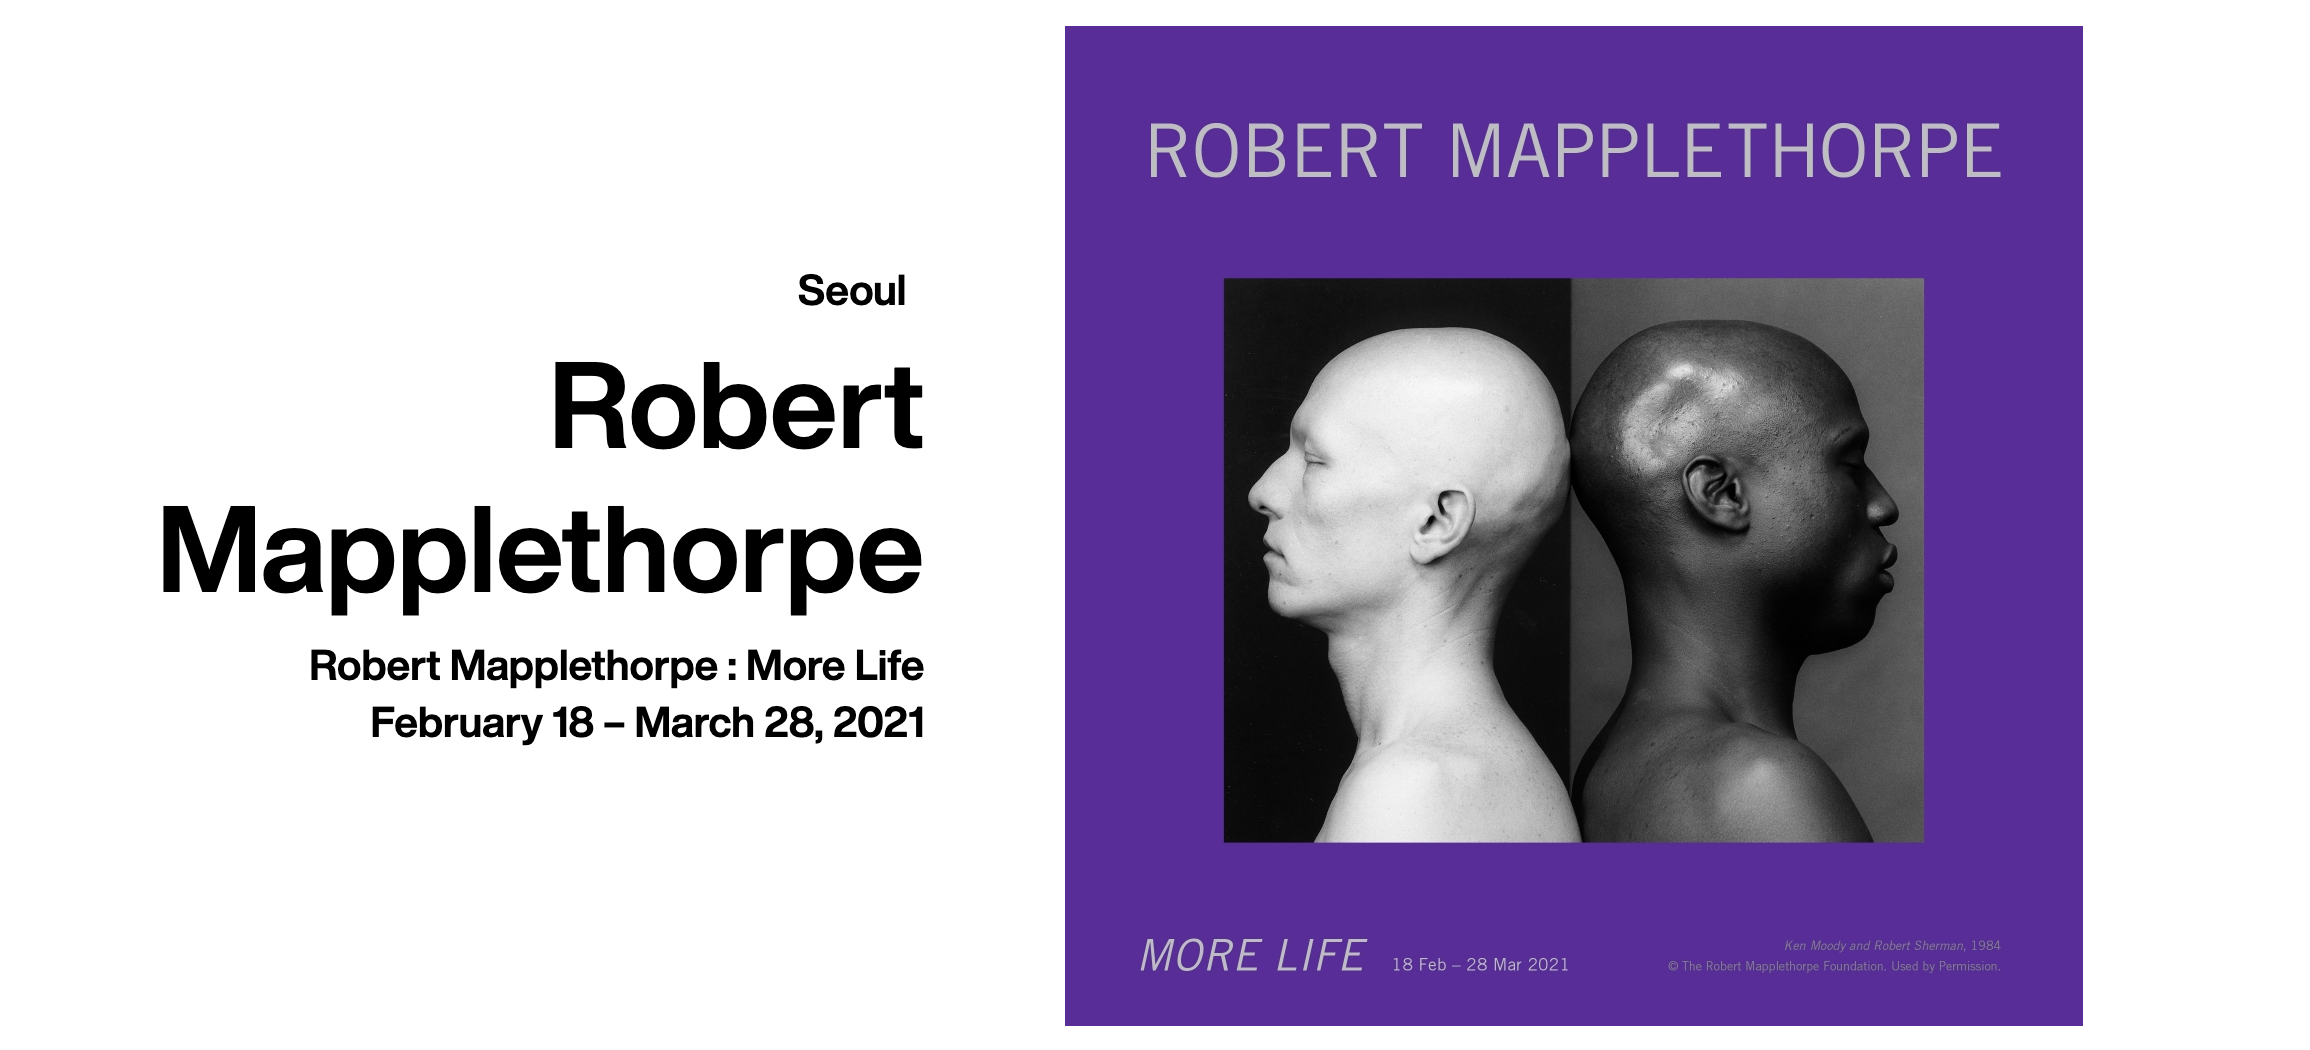 Seoul
Robert
Mapplethorpe
Robert Mapplethorpe : More Life
February 18 – March 28, 2021
ROBERT MAPPLETHORPE
MORE LIFE 18 Feb – 28 Mar 2021
Ken Moody and Robert Sherman, 1984
© The Robert Mapplethorpe Foundation. Used by Permission.